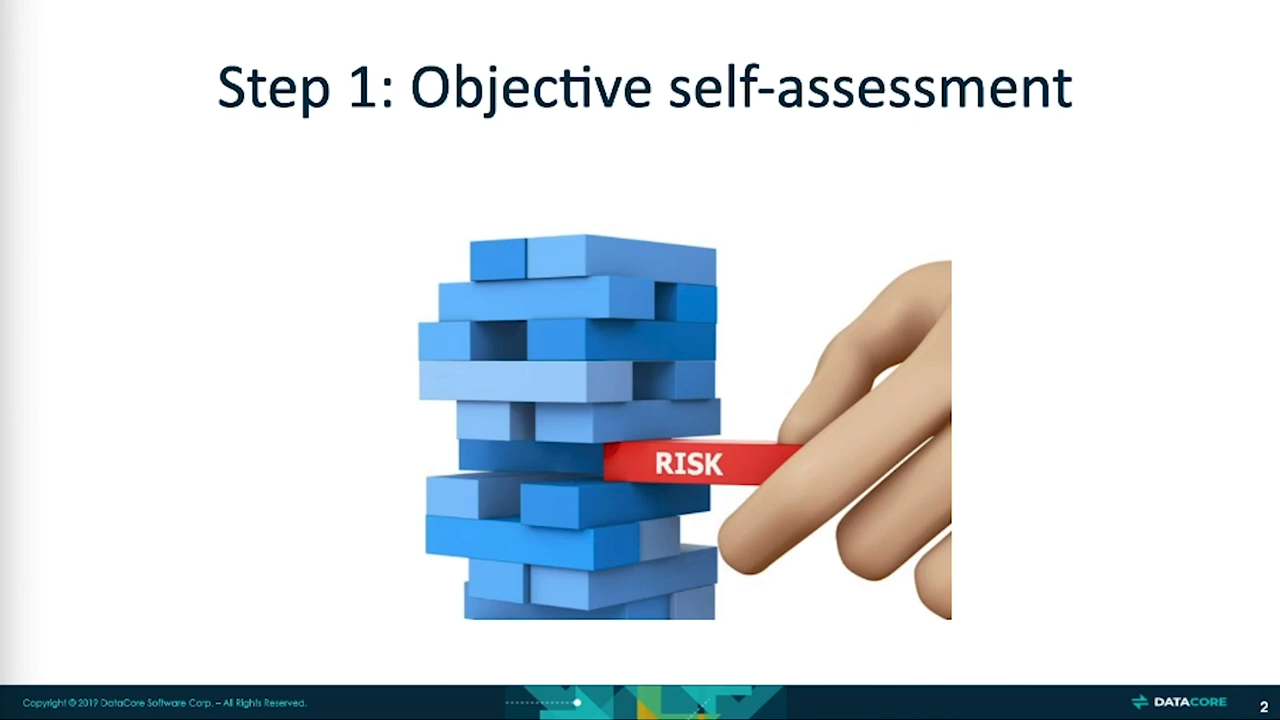 Step 1: Objective self-assessment
RISK
Copyright © 2019 DataCore Software Corp. – All Rights Reserved.
DATACORE
2